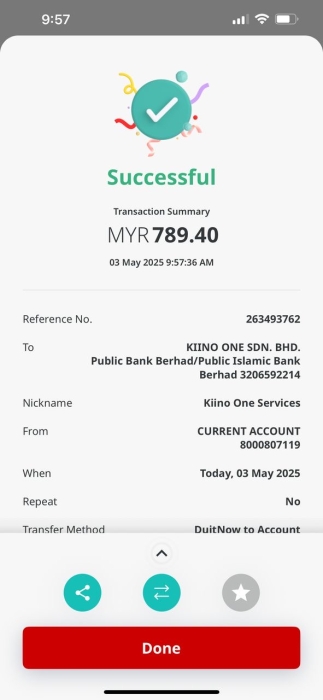 9:57
Successful
Transaction Summary
MYR 789.40
03 May 2025 9:57:36 AM
Reference No. 263493762
To KIINO ONE SDN. BHD.
Public Bank Berhad/Public Islamic Bank
Berhad 3206592214
Nickname Kiino One Services
From CURRENT ACCOUNT
8000807119
When Today, 03 May 2025
Repeat No
Transfer Method DuitNow to Account
Done